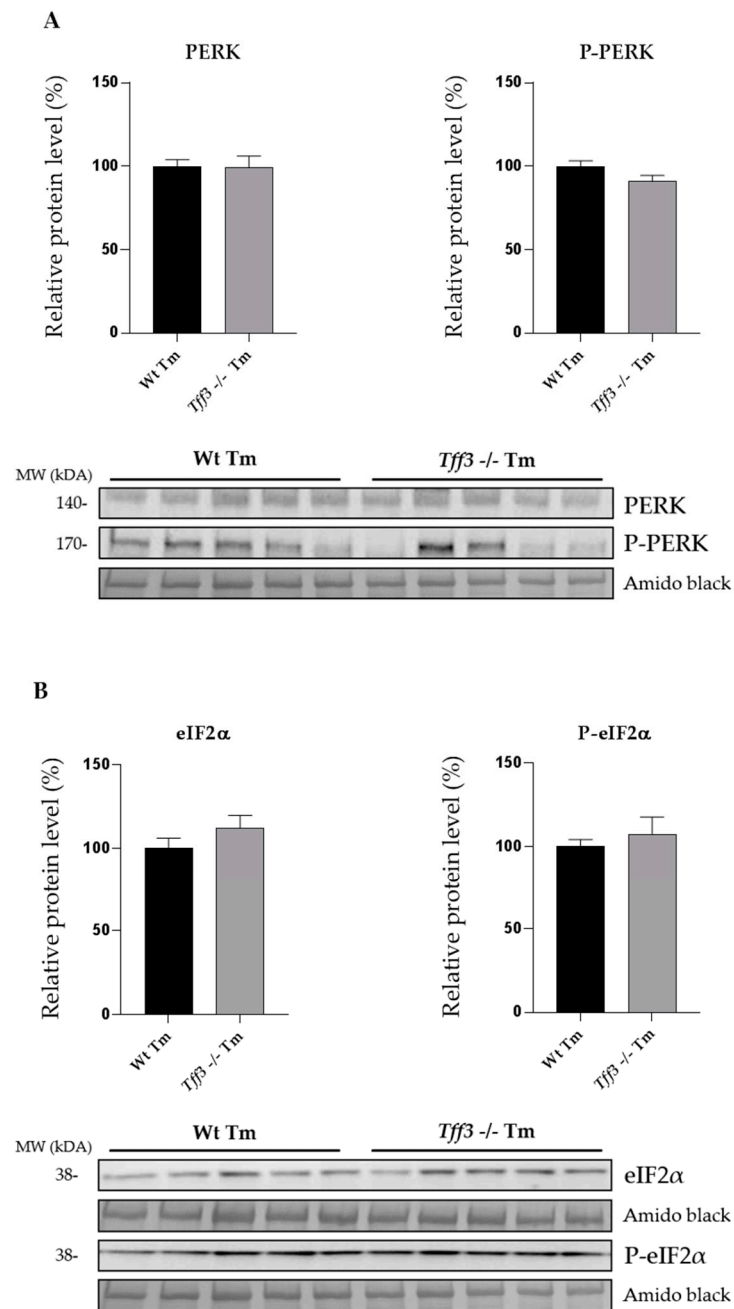 A
PERK
P-PERK
Relative protein level (%)
150
100
50
0
Wt Tm
Tff3 -/- Tm
Relative protein level (%)
150
100
50
0
Wt Tm
Tff3 -/- Tm
MW (kDA)
Wt Tm
Tff3 -/- Tm
140-
PERK
170-
P-PERK
Amido black
B
eIF2α
P-eIF2α
Relative protein level (%)
150
100
50
0
Wt Tm
Tff3 -/- Tm
Relative protein level (%)
150
100
50
0
Wt Tm
Tff3 -/- Tm
MW (kDA)
Wt Tm
Tff3 -/- Tm
38-
eIF2α
Amido black
38-
P-eIF2α
Amido black